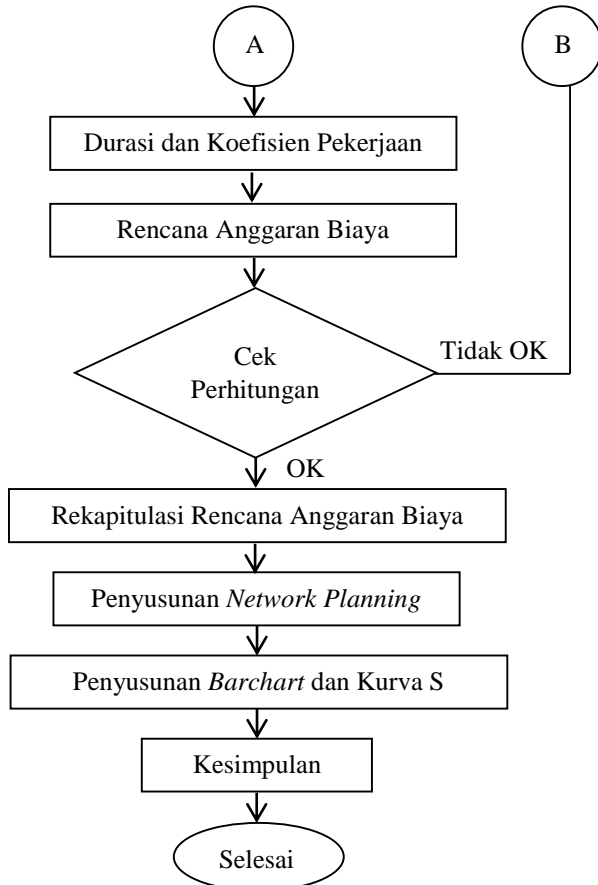 A
B
Durasi dan Koefisien Pekerjaan
Rencana Anggaran Biaya
Cek
Perhitungan
Tidak OK
OK
Rekapitulasi Rencana Anggaran Biaya
Penyusunan Network Planning
Penyusunan Barchart dan Kurva S
Kesimpulan
Selesai